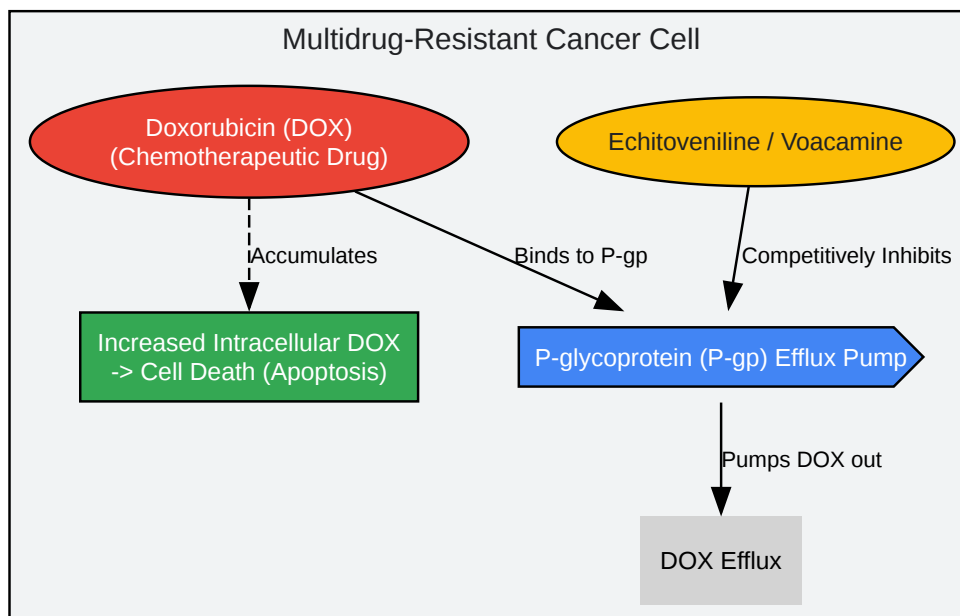 Multidrug-Resistant Cancer Cell
Doxorubicin (DOX)
(Chemotherapeutic Drug)
Echitoveniline / Voacamine
Accumulates
Binds to P-gp
Competitively Inhibits
Increased Intracellular DOX
-> Cell Death (Apoptosis)
P-glycoprotein (P-gp) Efflux Pump
Pumps DOX out
DOX Efflux